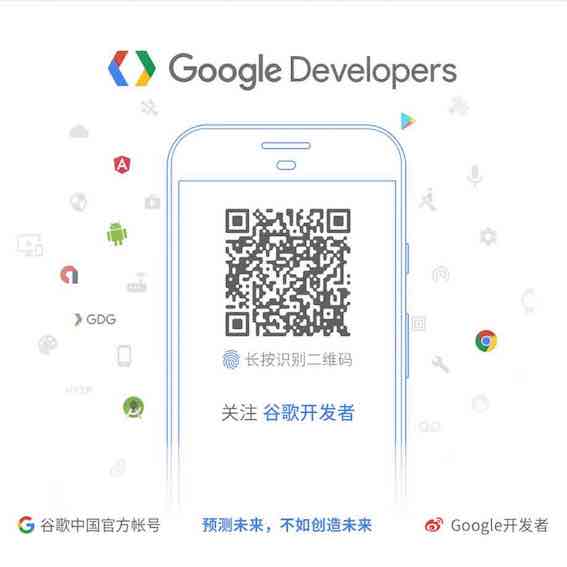 Google Developers
GDG
HTTP
长按识别二维码
关注 谷歌开发者
谷歌中国官方帐号
预测未来，不如创造未来
Google开发者